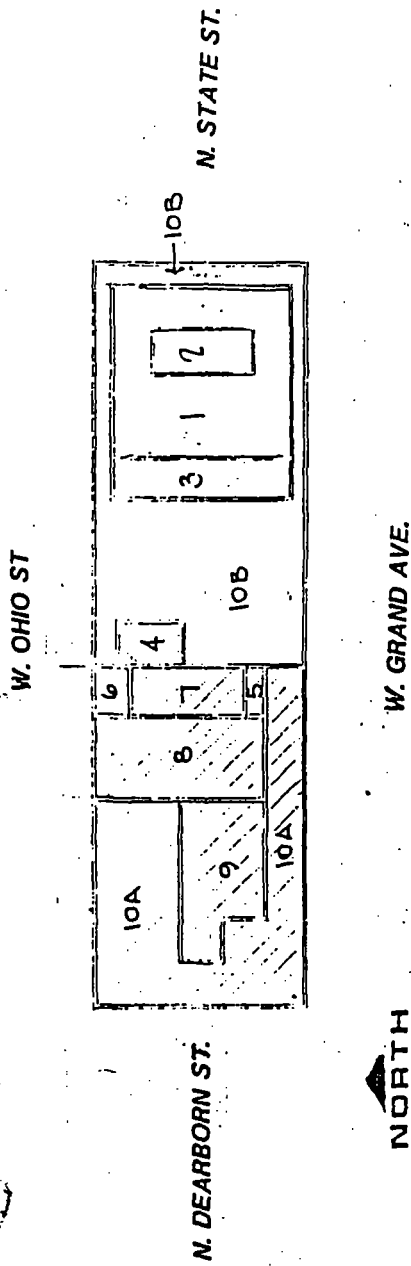 W. OHIO ST
N. STATE ST.
10B
6
4
10A
8
7
3
1
2
9
5
10B
10A
N. DEARBORN ST.
W. GRAND AVE.
NORTH